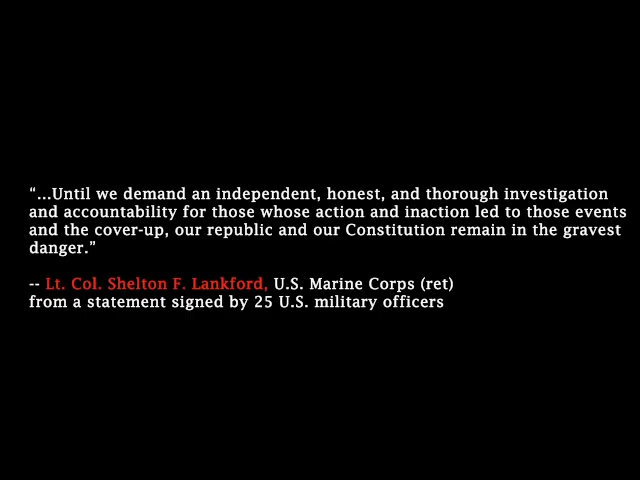 “...Until we demand an independent, honest, and thorough investigation
and accountability for those whose action and inaction led to those events
and the cover-up, our republic and our Constitution remain in the gravest
danger.”
-- Lt. Col. Shelton F. Lankford, U.S. Marine Corps (ret)
from a statement signed by 25 U.S. military officers